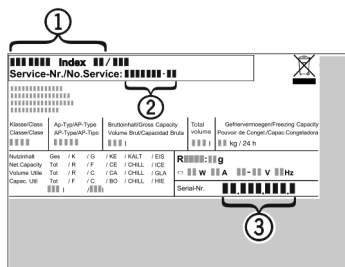 1
Index /
Service-Nr./No.Service: -
2
Klasse/Class Ap-Typ/AP-Type Bruttoinhalt/Gross Capacity Total Gefriervermoegen/Freezing Capacity
Classe/Clase AP-Type/AP-Tipo Volume Brut/Capacidad Bruta volume Pouvoir de Congel./Capac.Congeladora
l l kg / 24 h
Nutzinhalt Ges / K / G / KE / KALT / EIS
Net Capacity Tot / R / F / CE / CHILL / ICE
Volume Utile Tot / R / C / CA / CHILL / GLA
Capac. Util Tot / F / C / BO / CHILL / HIE
l / l
R : g
W A - V Hz
Serial-Nr. . . .
3